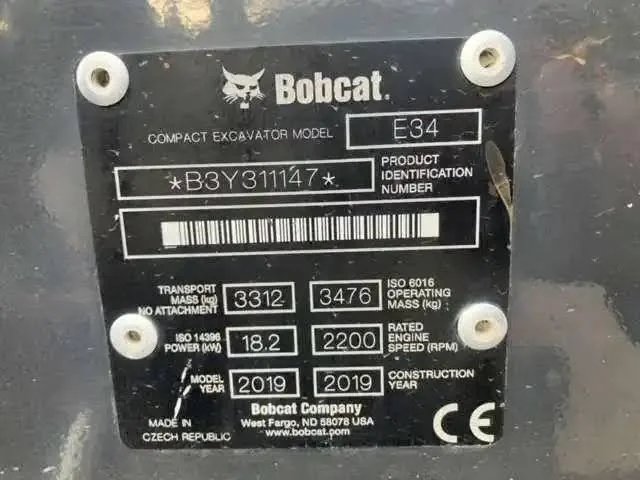 Bobcat.
COMPACT EXCAVATOR MODEL E34
*B3Y311147* PRODUCT
IDENTIFICATION
NUMBER
TRANSPORT
MASS (kg)
NO ATTACHMENT
3312 3476
ISO 6016
OPERATING
MASS (kg)
ISO 14396
POWER (kW)
18.2 2200
RATED
ENGINE
SPEED (RPM)
MODEL
YEAR
2019 2019
CONSTRUCTION
YEAR
Bobcat Company
West Fargo, ND 58078 USA
www.bobcat.com
MADE IN
CZECH REPUBLIC
CE